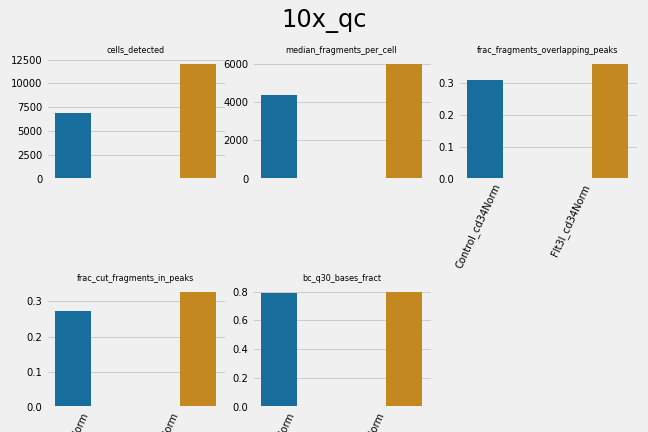 10x_qc
cells_detected
12500
10000
7500
5000
2500
0
median_fragments_per_cell
6000
4000
2000
0
frac_fragments_overlapping_peaks
0.3
0.2
0.1
0.0
Control_cd34Norm
Flt3l_cd34Norm
frac_cut_fragments_in_peaks
0.3
0.2
0.1
0.0
bc_q30_bases_fract
0.8
0.6
0.4
0.2
0.0